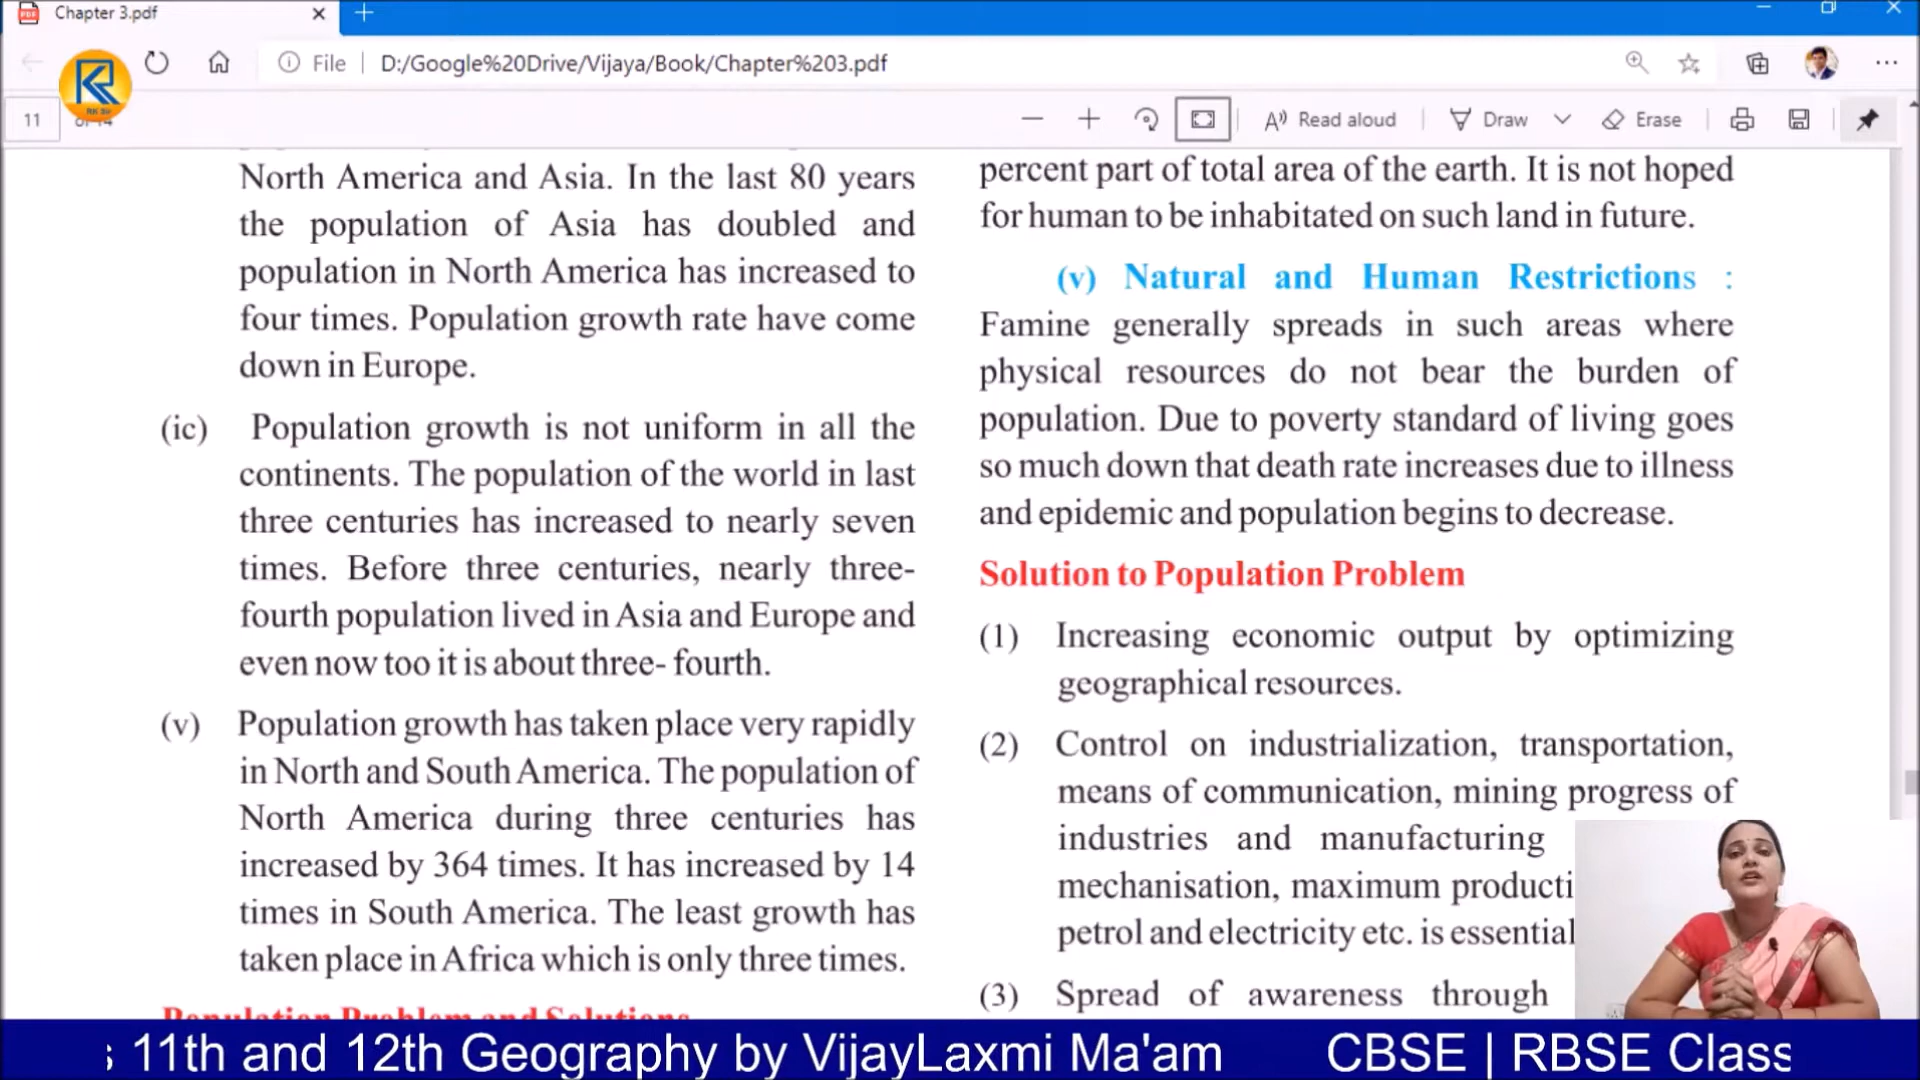 Chapter 3.pdf
File
D:/Google%20Drive/Vijaya/Book/Chapter%203.pdf
RK Sir
11
of 14
Read aloud
Draw
Erase
North America and Asia. In the last 80 years
the population of Asia has doubled and
population in North America has increased to
four times. Population growth rate have come
down in Europe.
(ic) Population growth is not uniform in all the
continents. The population of the world in last
three centuries has increased to nearly seven
times. Before three centuries, nearly three-
fourth population lived in Asia and Europe and
even now too it is about three- fourth.
(v) Population growth has taken place very rapidly
in North and South America. The population of
North America during three centuries has
increased by 364 times. It has increased by 14
times in South America. The least growth has
taken place in Africa which is only three times.
Population Problem and Solutions
percent part of total area of the earth. It is not hoped
for human to be inhabitated on such land in future.
(v) Natural and Human Restrictions :
Famine generally spreads in such areas where
physical resources do not bear the burden of
population. Due to poverty standard of living goes
so much down that death rate increases due to illness
and epidemic and population begins to decrease.
Solution to Population Problem
(1) Increasing economic output by optimizing
geographical resources.
(2) Control on industrialization, transportation,
means of communication, mining progress of
industries and manufacturing
mechanisation, maximum producti
petrol and electricity etc. is essential
(3) Spread of awareness through
s 11th and 12th Geography by VijayLaxmi Ma'am CBSE | RBSE Class